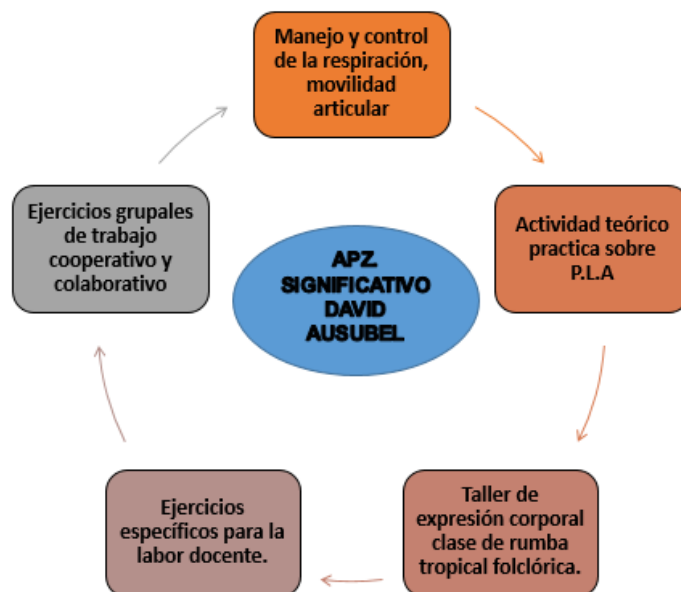 Manejo y control
de la respiración,
movilidad
articular
Actividad teórico
practica sobre
P.L.A
Taller de
expresión corporal
clase de rumba
tropical folclórica.
Ejercicios
específicos para la
labor docente.
Ejercicios grupales
de trabajo
cooperativo y
colaborativo
APZ.
SIGNIFICATIVO
DAVID
AUSUBEL